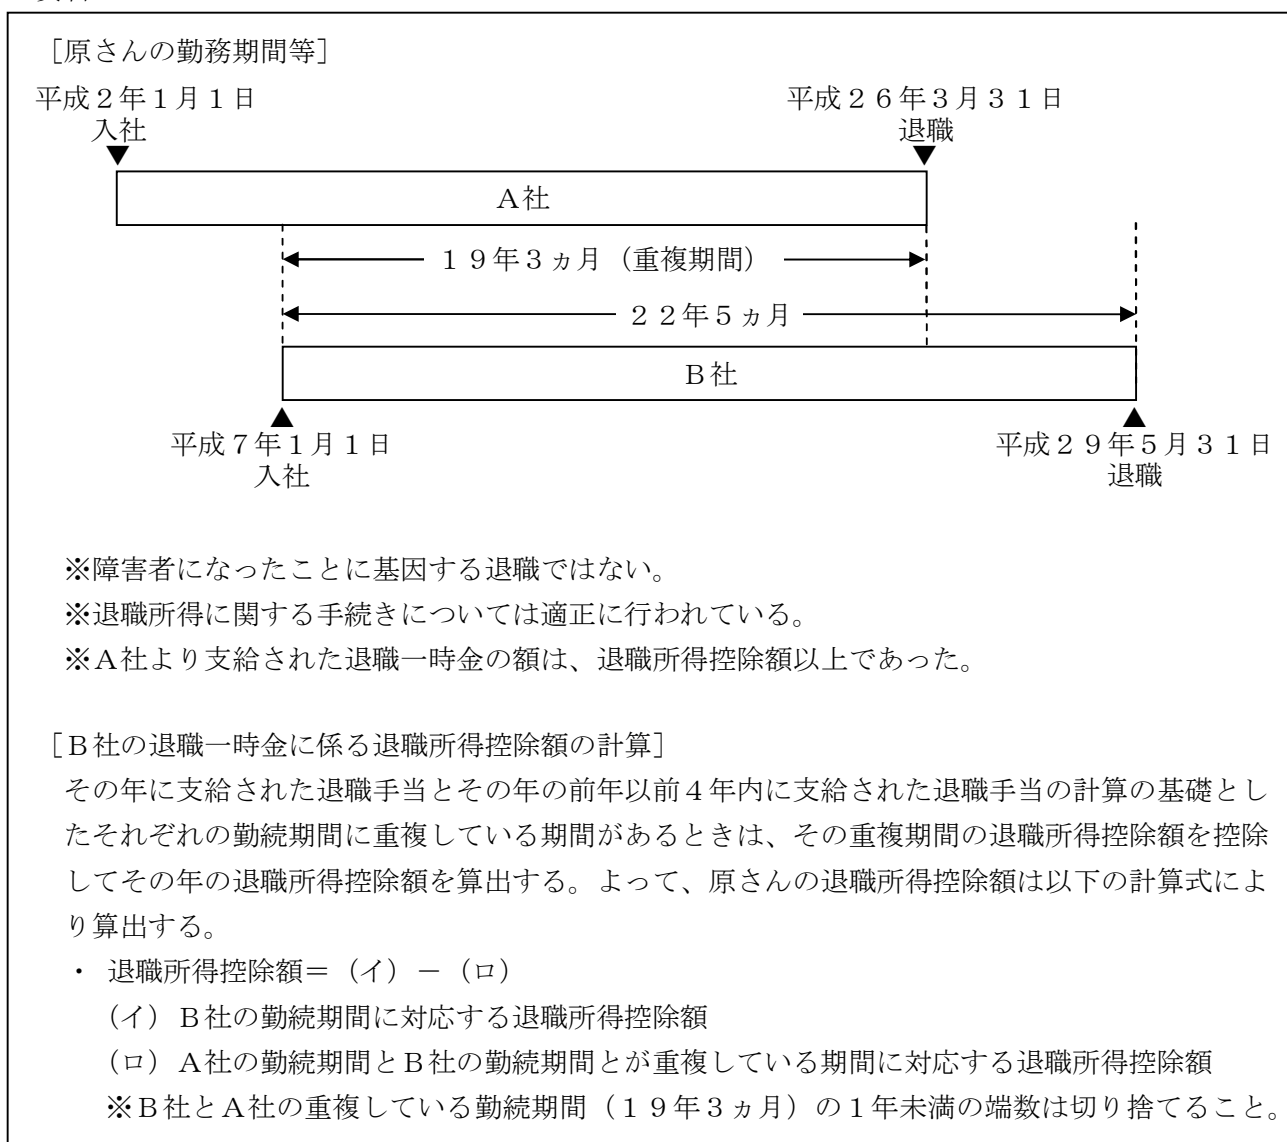 ［原さんの勤務期間等］
平成２年１月１日
入社
平成２６年３月３１日
退職
Ａ社
１９年３ヵ月（重複期間）
２２年５ヵ月
Ｂ社
平成７年１月１日
入社
平成２９年５月３１日
退職
※障害者になったことに基因する退職ではない。
※退職所得に関する手続きについては適正に行われている。
※Ａ社より支給された退職一時金の額は、退職所得控除額以上であった。
［Ｂ社の退職一時金に係る退職所得控除額の計算］
その年に支給された退職手当とその年の前年以前４年内に支給された退職手当の計算の基礎とし
たそれぞれの勤続期間に重複している期間があるときは、その重複期間の退職所得控除額を控除
してその年の退職所得控除額を算出する。よって、原さんの退職所得控除額は以下の計算式によ
り算出する。
・ 退職所得控除額＝（イ）－（ロ）
（イ）Ｂ社の勤続期間に対応する退職所得控除額
（ロ）Ａ社の勤続期間とＢ社の勤続期間とが重複している期間に対応する退職所得控除額
※Ｂ社とＡ社の重複している勤続期間（１９年３ヵ月）の１年未満の端数は切り捨てること。